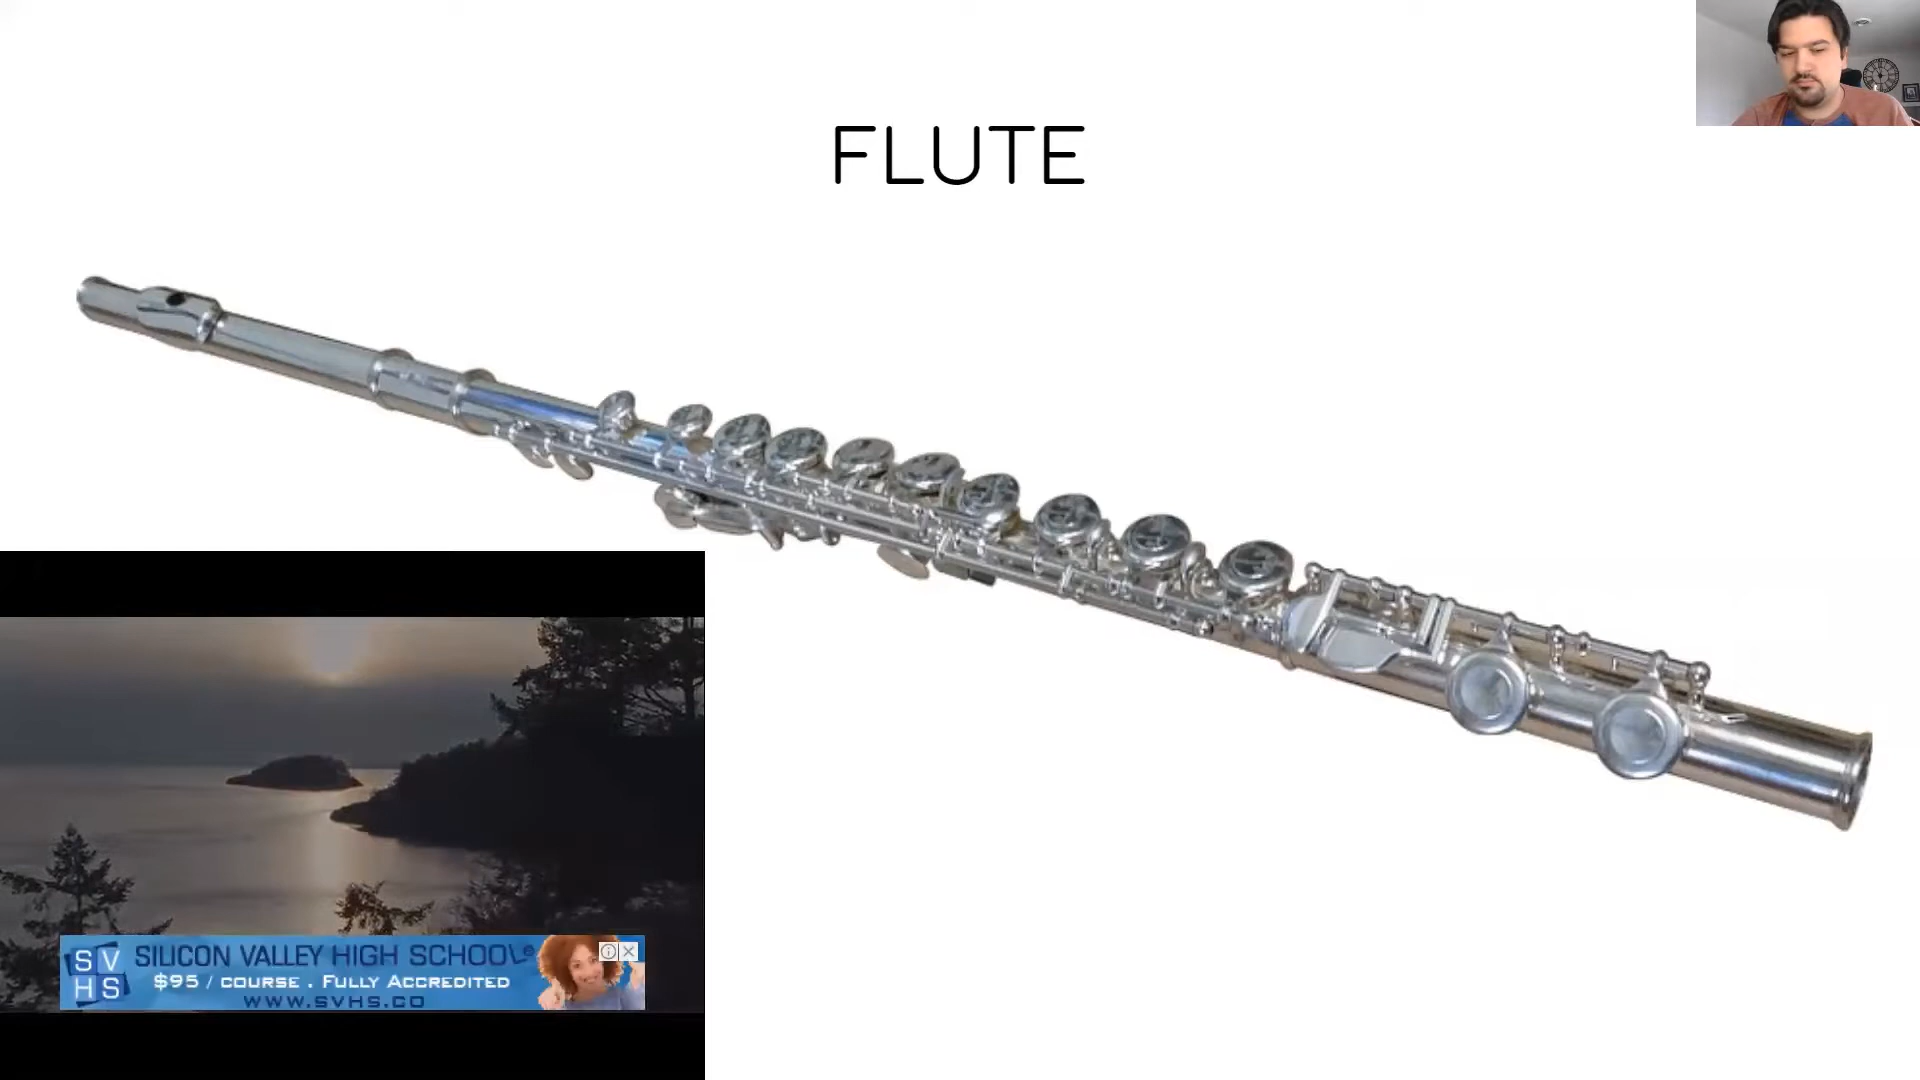 FLUTE
SV
HS
SILICON VALLEY HIGH SCHOOL
$95 / COURSE . FULLY ACCREDITED
WWW.SVHS.CO